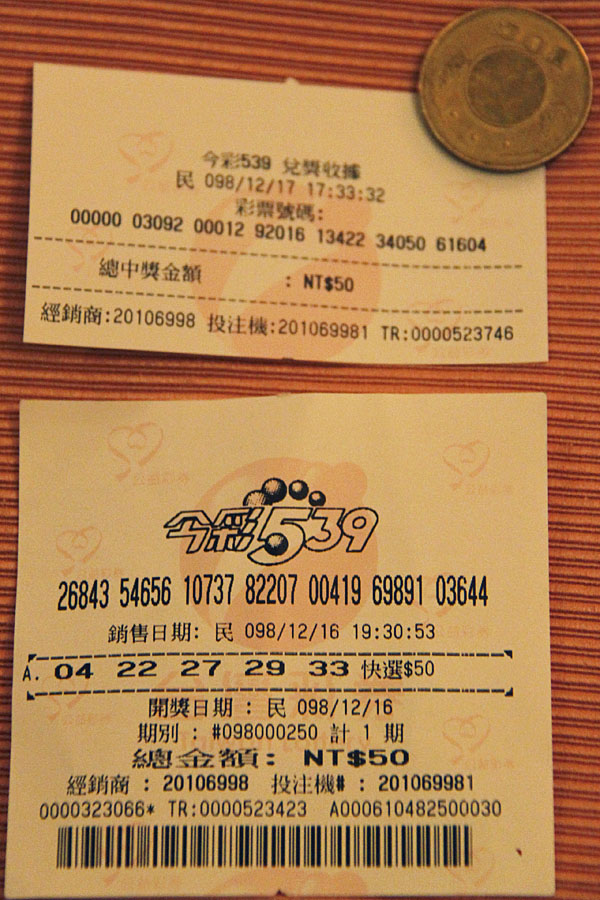 今彩539 兌獎收據
民 098/12/17 17:33:32
彩票號碼:
00000 03092 00012 92016 13422 34050 61604
總中獎金額 : NT$50
經銷商:20106998 投注機:201069981 TR:0000523746
今彩539
26843 54656 10737 82207 00419 69891 03644
銷售日期: 民 098/12/16 19:30:53
A. 04 22 27 29 33 快選$50
開獎日期 : 民 098/12/16
期別 : #098000250 計 1 期
總金額: NT$50
經銷商 : 20106998 投注機# : 201069981
0000323066* TR:0000523423 A000610482500030